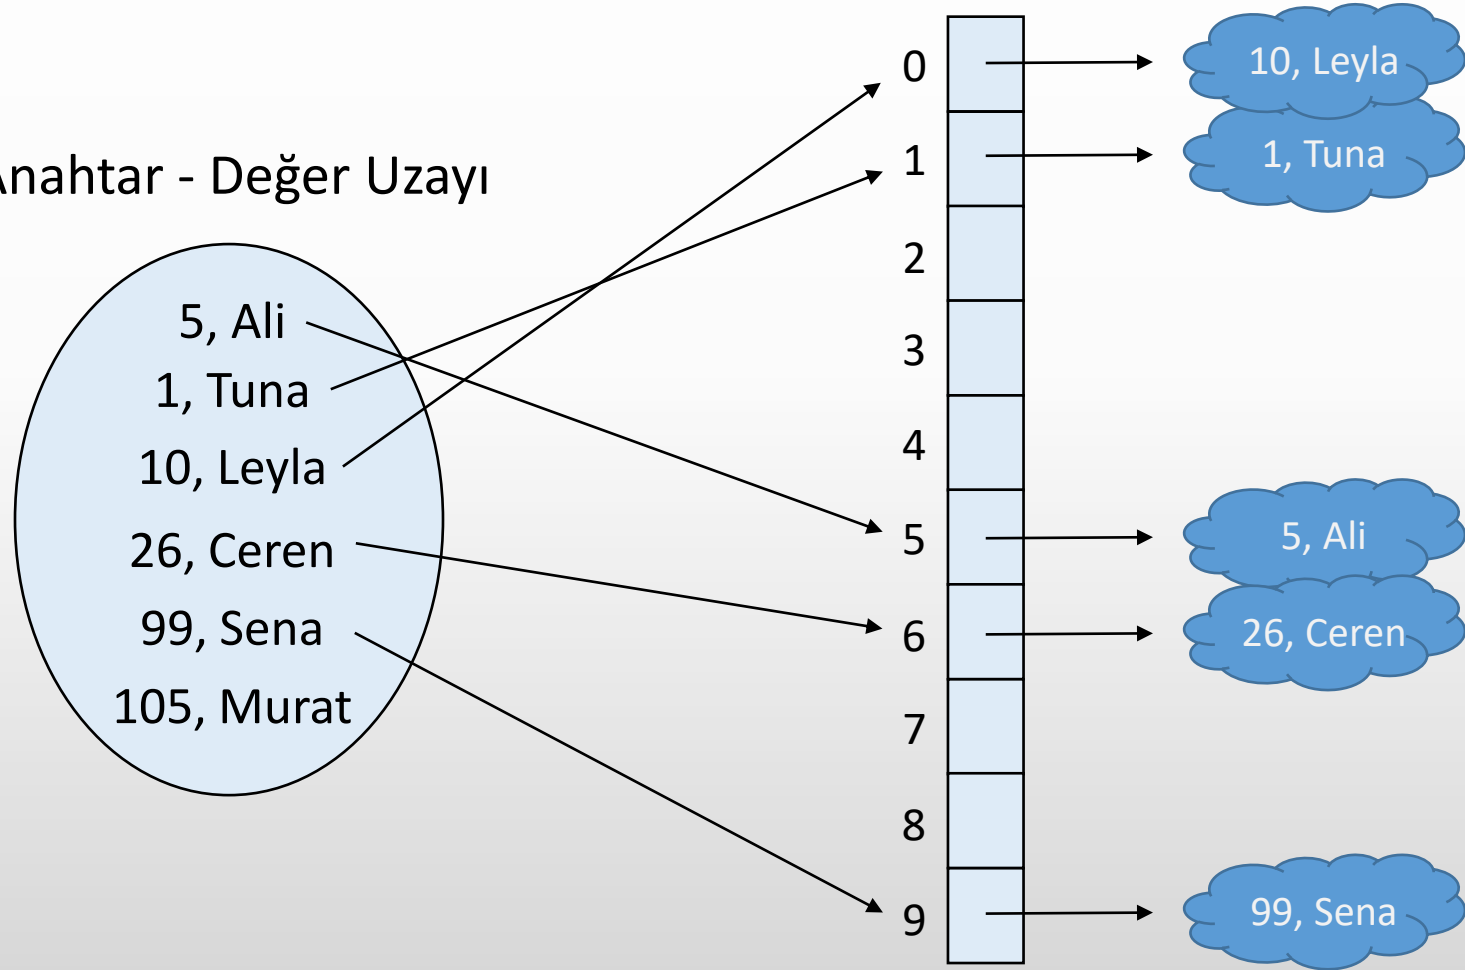 Anahtar - Değer Uzayı
5, Ali
1, Tuna
10, Leyla
26, Ceren
99, Sena
105, Murat
0
1
2
3
4
5
6
7
8
9
10, Leyla
1, Tuna
5, Ali
26, Ceren
99, Sena